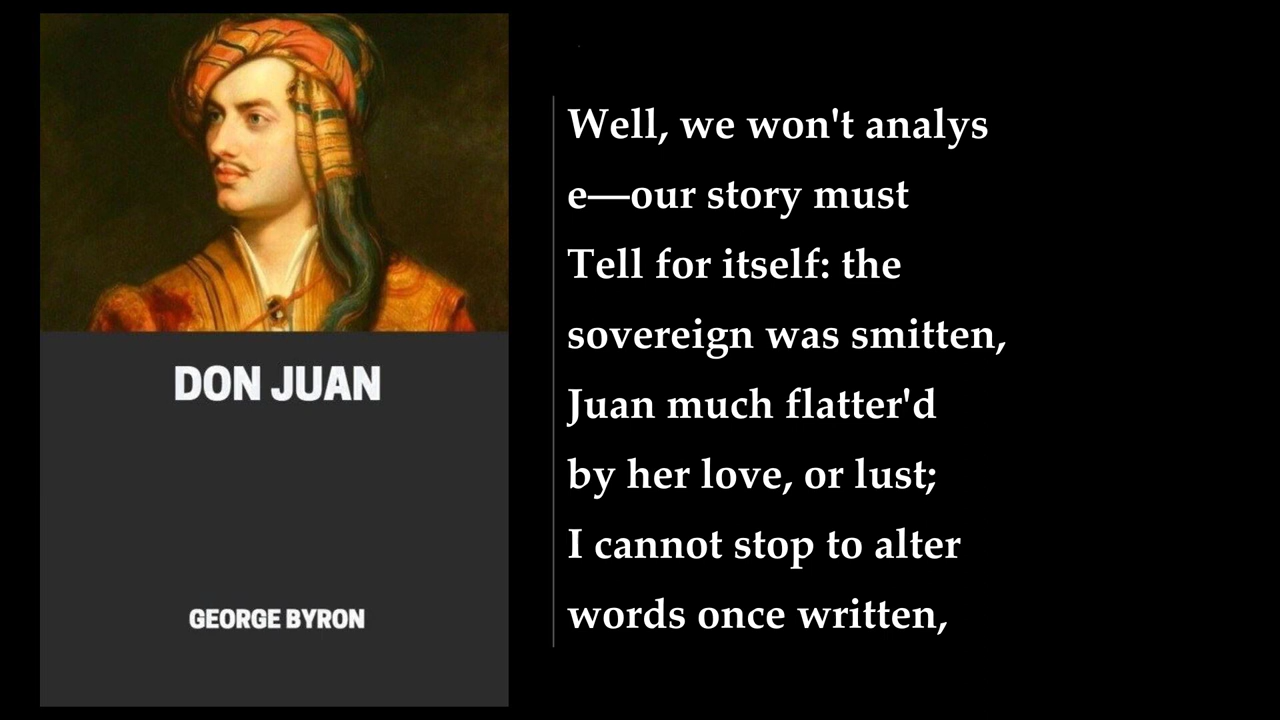 DON JUAN
GEORGE BYRON
Well, we won't analys
e—our story must
Tell for itself: the
sovereign was smitten,
Juan much flatter'd
by her love, or lust;
I cannot stop to alter
words once written,